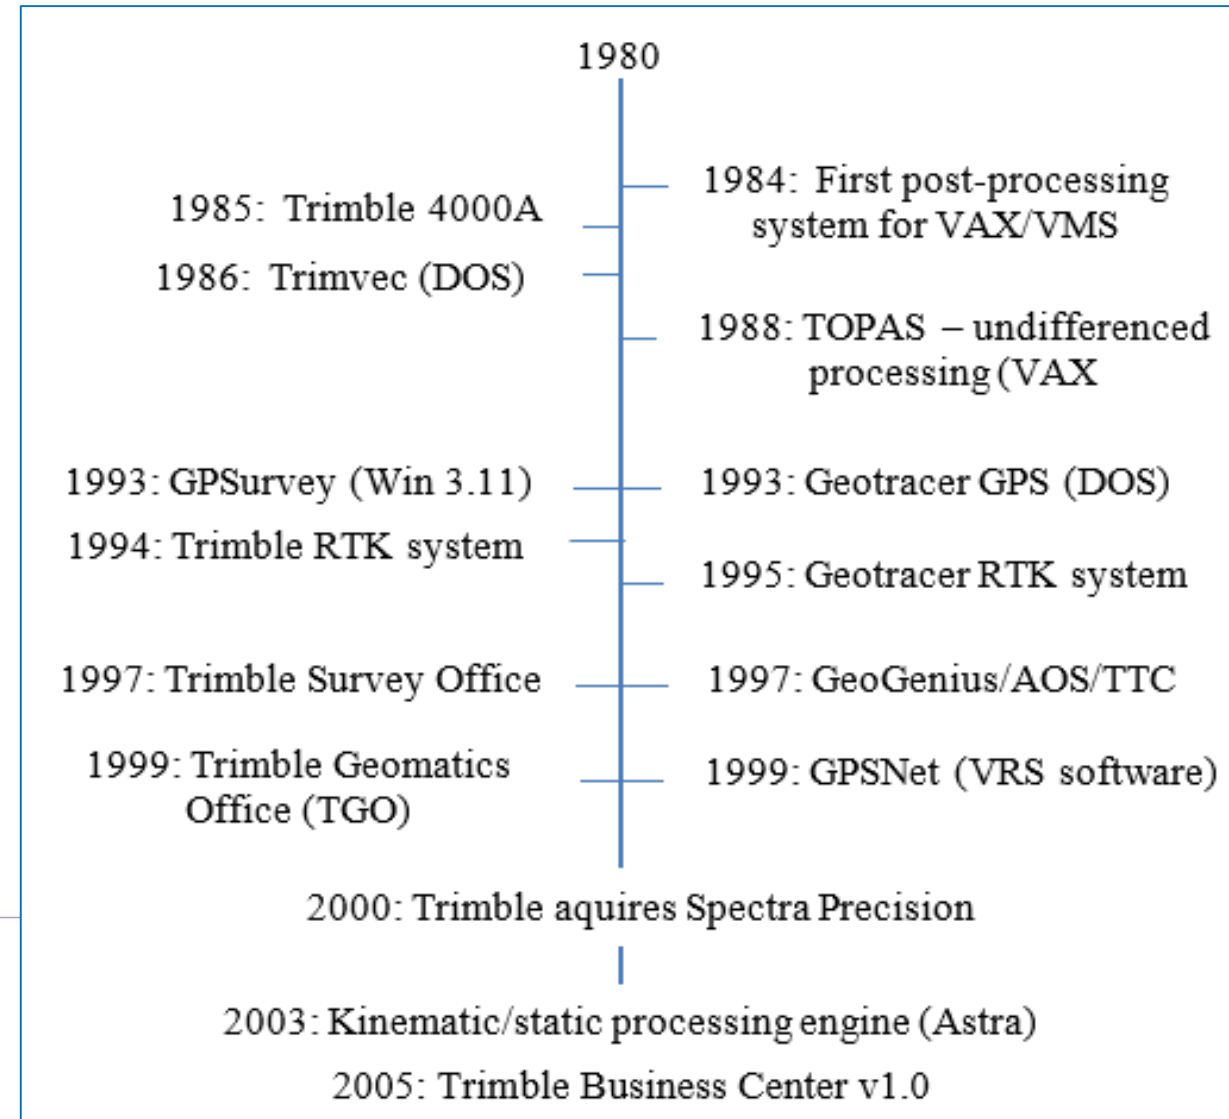 1980
1984: First post-processing
system for VAX/VMS
1985: Trimble 4000A
1986: Trimvec (DOS)
1988: TOPAS – undifferenced
processing (VAX
1993: GPSurvey (Win 3.11)
1993: Geotracer GPS (DOS)
1994: Trimble RTK system
1995: Geotracer RTK system
1997: Trimble Survey Office
1997: GeoGenius/AOS/TTC
1999: Trimble Geomatics
Office (TGO)
1999: GPSNet (VRS software)
2000: Trimble aquires Spectra Precision
2003: Kinematic/static processing engine (Astra)
2005: Trimble Business Center v1.0